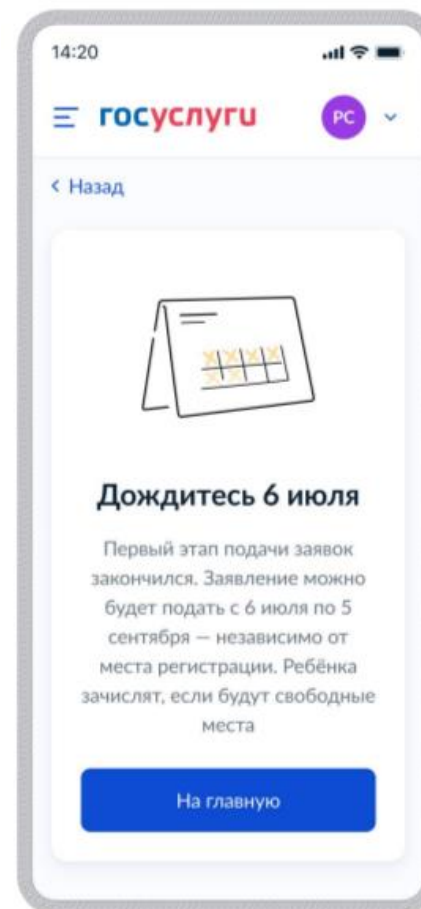 14:20
госуслуги
РС
Назад
Дождитесь 6 июля
Первый этап подачи заявок
закончился. Заявление можно
будет подать с 6 июля по 5
сентября — независимо от
места регистрации. Ребёнка
зачислят, если будут свободные
места
На главную